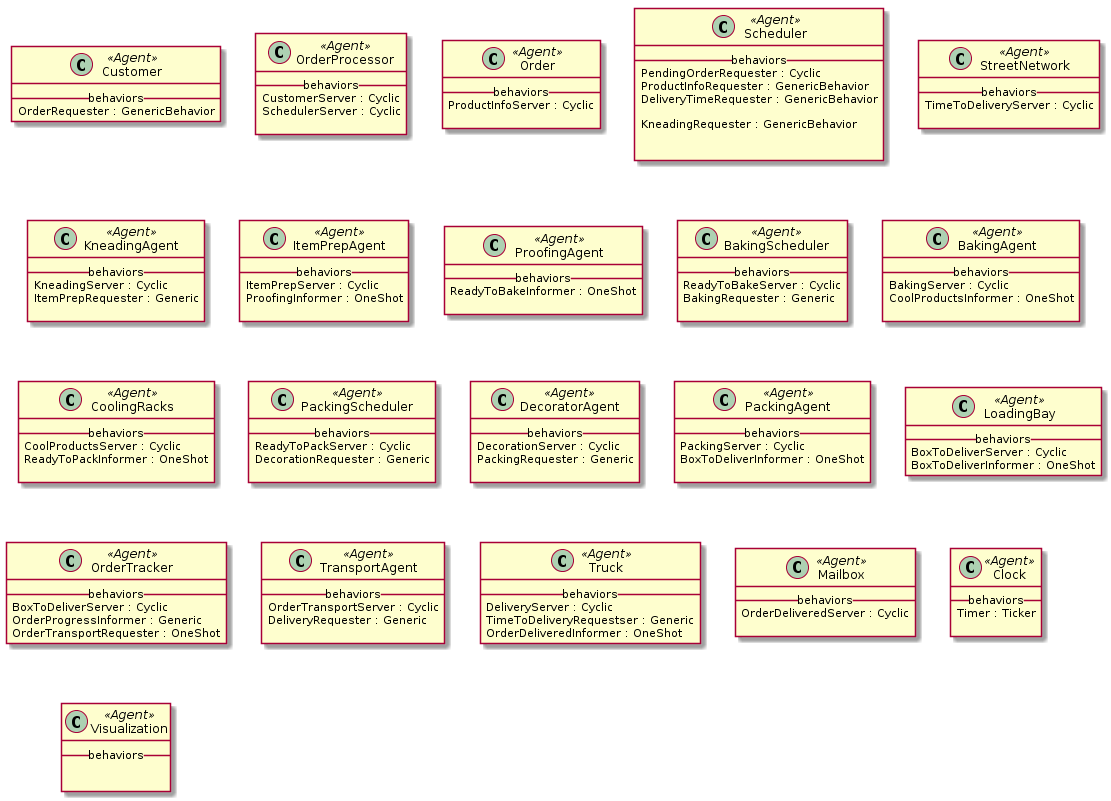 C «Agent» Customer
behaviors
OrderRequester : GenericBehavior
C «Agent» OrderProcessor
behaviors
CustomerServer : Cyclic
SchedulerServer : Cyclic
C «Agent» Order
behaviors
ProductInfoServer : Cyclic
C «Agent» Scheduler
behaviors
PendingOrderRequester : Cyclic
ProductInfoRequester : GenericBehavior
DeliveryTimeRequester : GenericBehavior
KneadingRequester : GenericBehavior
C «Agent» StreetNetwork
behaviors
TimeToDeliveryServer : Cyclic
C «Agent» KneadingAgent
behaviors
KneadingServer : Cyclic
ItemPrepRequester : Generic
C «Agent» ItemPrepAgent
behaviors
ItemPrepServer : Cyclic
ProofingInformer : OneShot
C «Agent» ProofingAgent
behaviors
ReadyToBakeInformer : OneShot
C «Agent» BakingScheduler
behaviors
ReadyToBakeServer : Cyclic
BakingRequester : Generic
C «Agent» BakingAgent
behaviors
BakingServer : Cyclic
CoolProductsInformer : OneShot
C «Agent» CoolingRacks
behaviors
CoolProductsServer : Cyclic
ReadyToPackInformer : OneShot
C «Agent» PackingScheduler
behaviors
ReadyToPackServer : Cyclic
DecorationRequester : Generic
C «Agent» DecoratorAgent
behaviors
DecorationServer : Cyclic
PackingRequester : Generic
C «Agent» PackingAgent
behaviors
PackingServer : Cyclic
BoxToDeliverInformer : OneShot
C «Agent» LoadingBay
behaviors
BoxToDeliverServer : Cyclic
BoxToDeliverInformer : OneShot
C «Agent» OrderTracker
behaviors
BoxToDeliverServer : Cyclic
OrderProgressInformer : Generic
OrderTransportRequester : OneShot
C «Agent» TransportAgent
behaviors
OrderTransportServer : Cyclic
DeliveryRequester : Generic
C «Agent» Truck
behaviors
DeliveryServer : Cyclic
TimeToDeliveryRequestser : Generic
OrderDeliveredInformer : OneShot
C «Agent» Mailbox
behaviors
OrderDeliveredServer : Cyclic
C «Agent» Clock
behaviors
Timer : Ticker
C «Agent» Visualization
behaviors